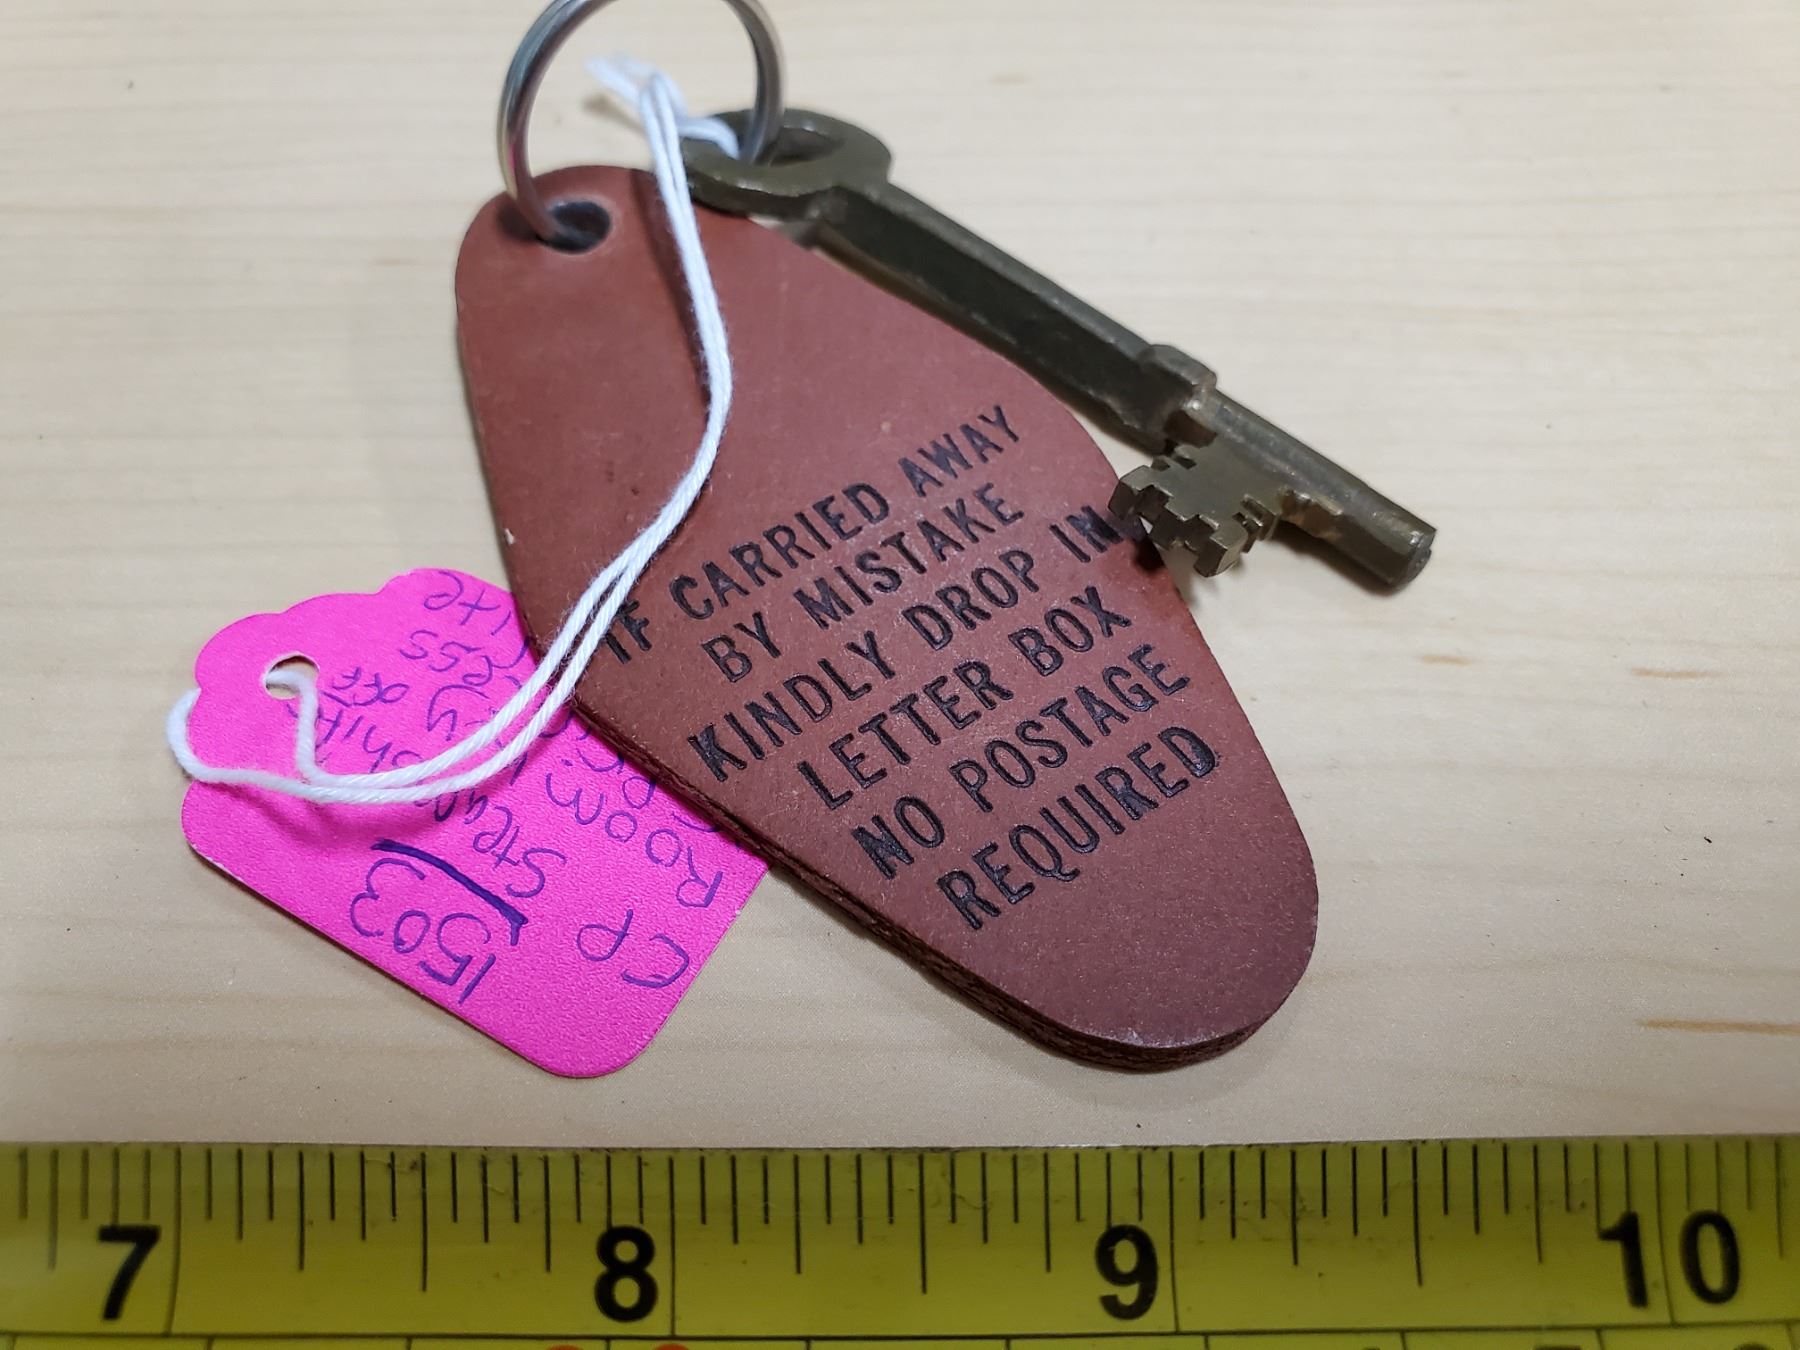 IF CARRIED AWAY
BY MISTAKE
KINDLY DROP IN
LETTER BOX
NO POSTAGE
REQUIRED
CP
Room
1503
7 8 9 10